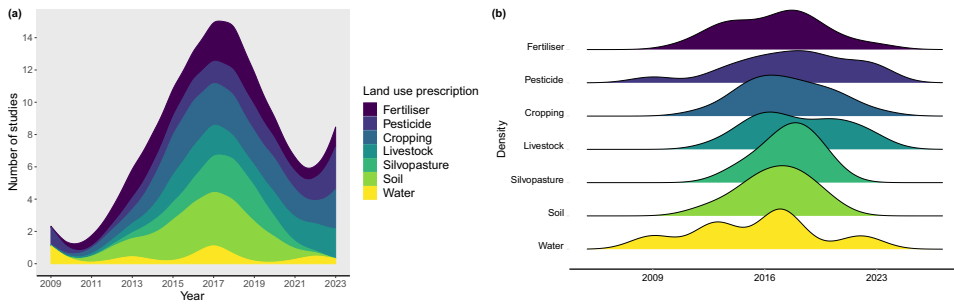 (a)
Number of studies
14
12
10
8
6
4
2
0
2009 2011 2013 2015 2017 2019 2021 2023
Year
Land use prescription
Fertiliser
Pesticide
Cropping
Livestock
Silvopasture
Soil
Water
(b)
Density
Fertiliser
Pesticide
Cropping
Livestock
Silvopasture
Soil
Water
2009 2016 2023